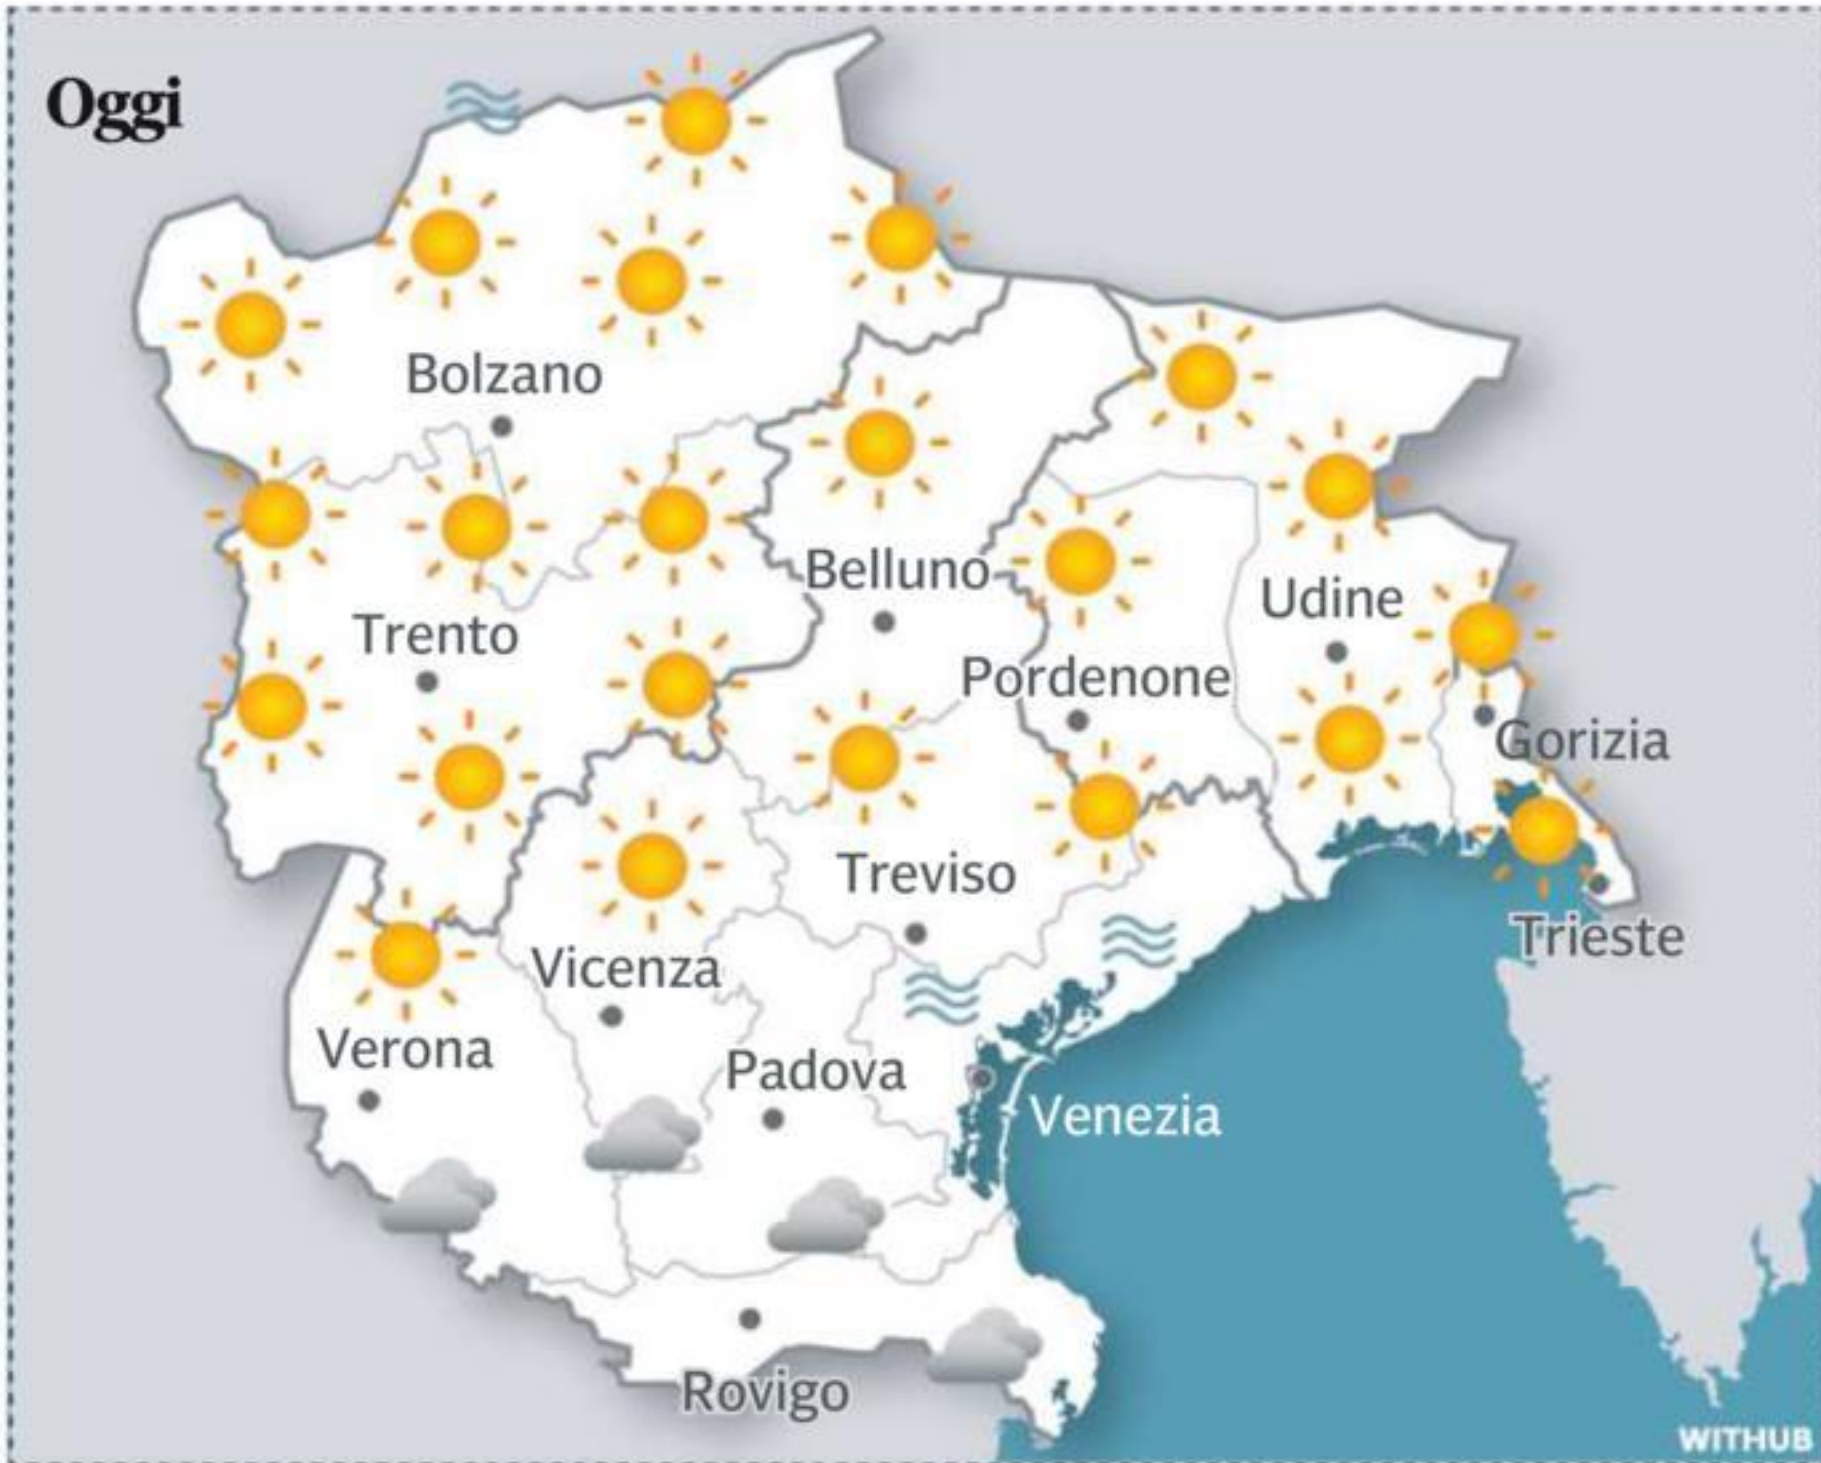 Oggi
Bolzano
Belluno
Udine
Trento
Pordenone
Gorizia
Treviso
Trieste
Vicenza
Verona
Padova
Venezia
Rovigo
WITHUB